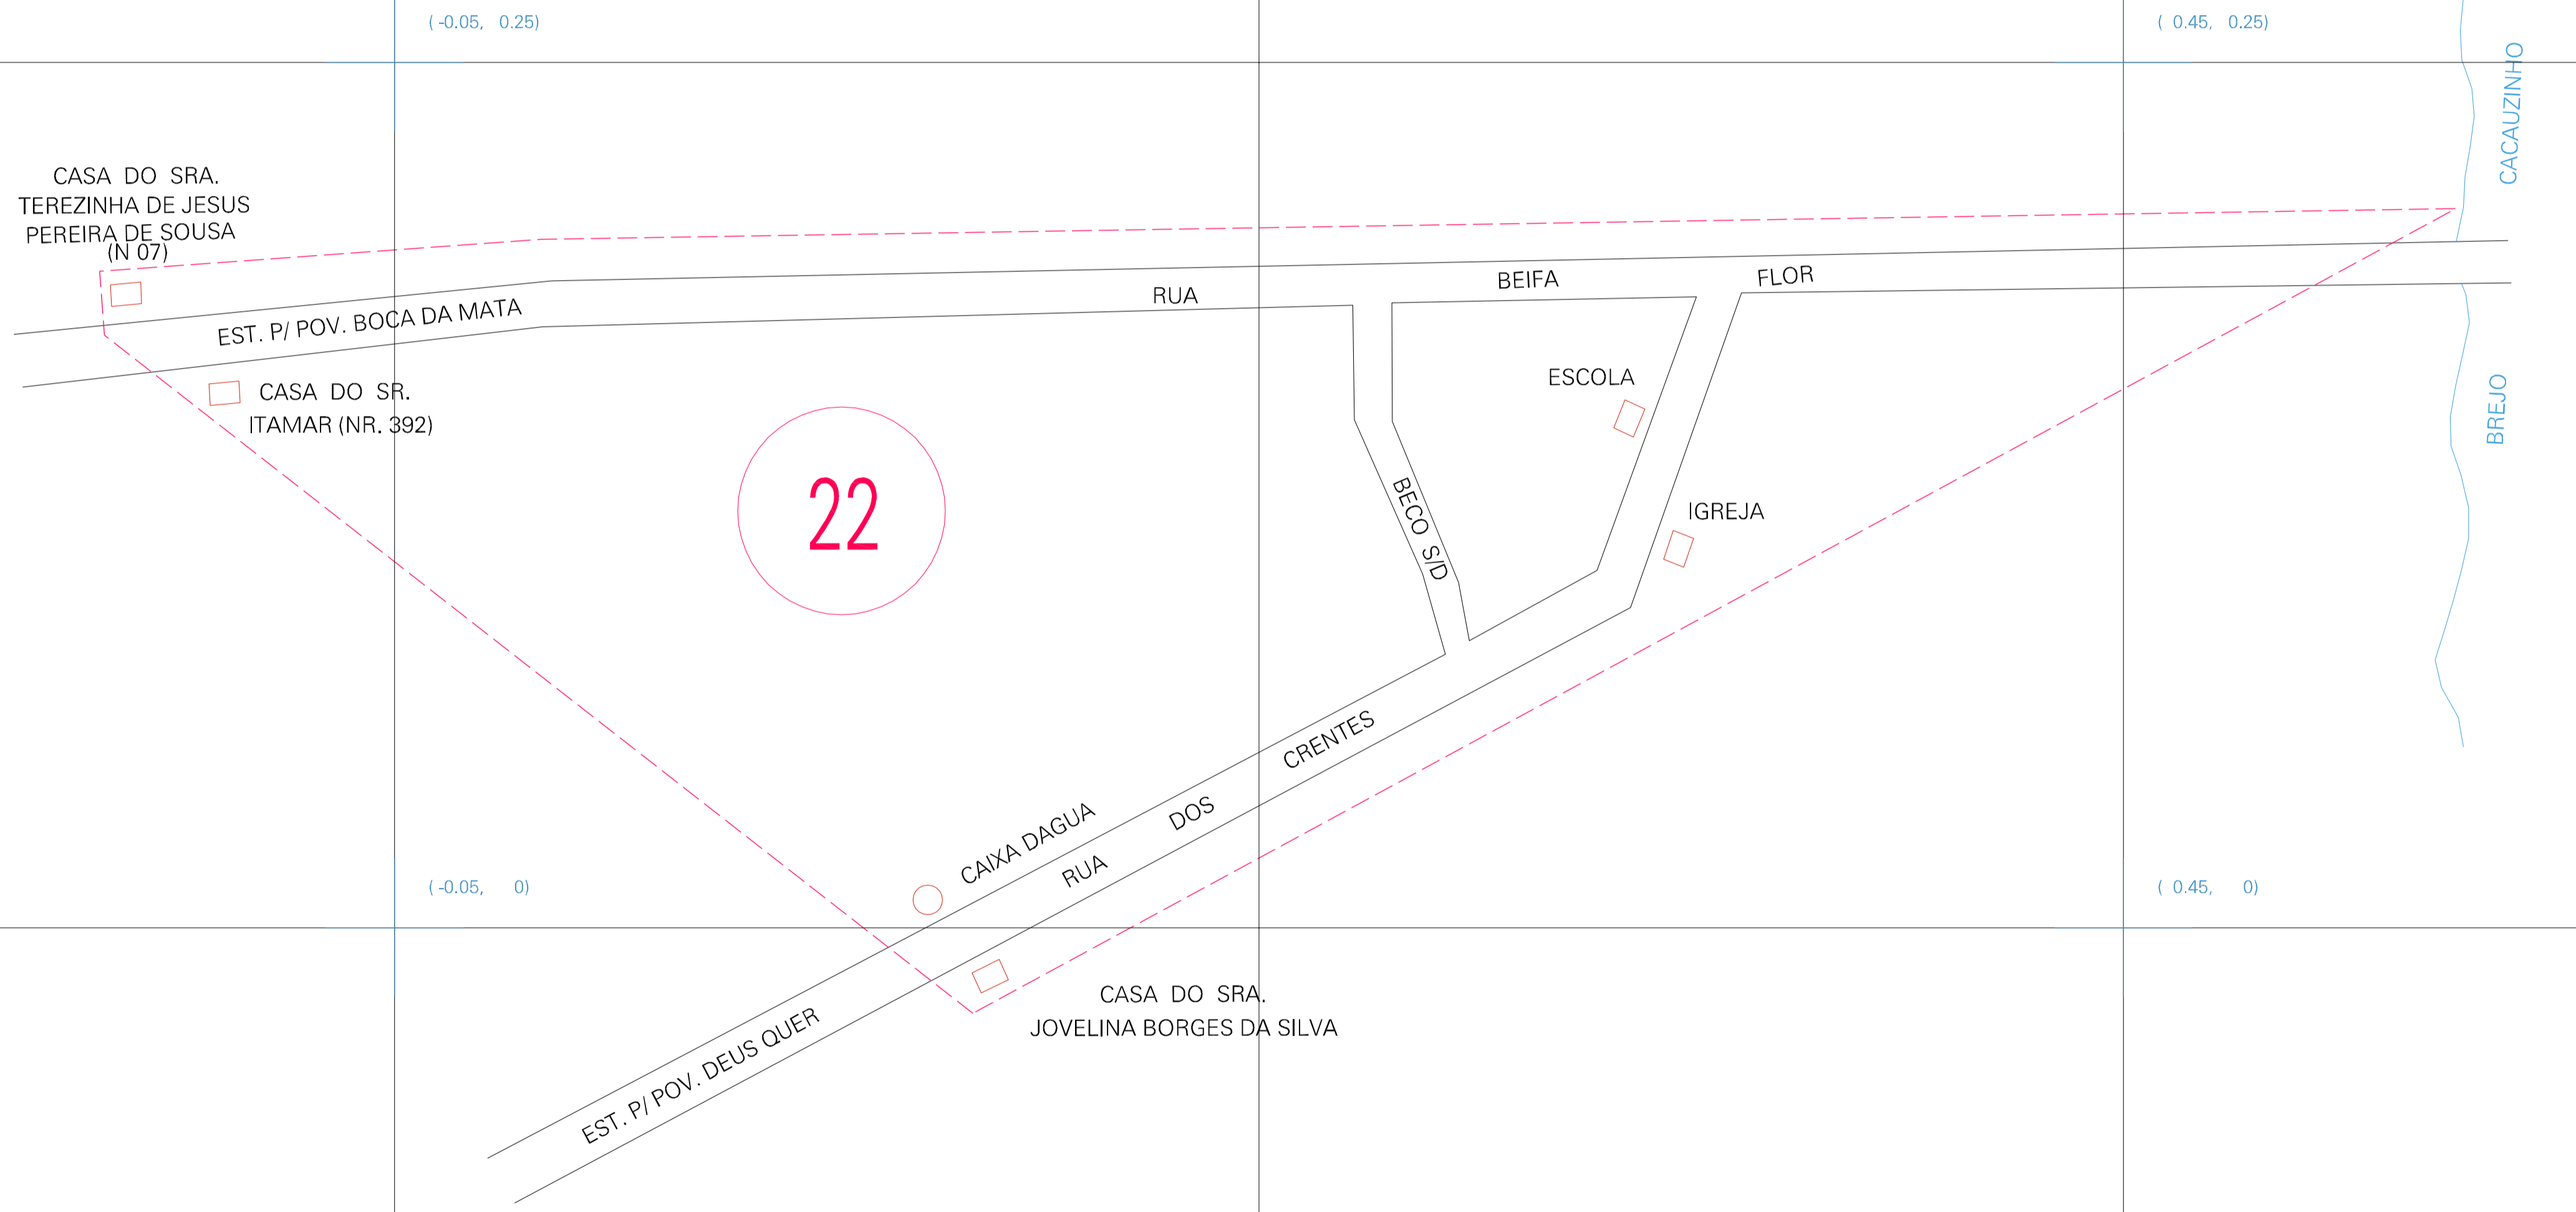 ( -0.05,   0.25)
( 0.45,   0.25)
CACAUZINHO
CASA DO SRA.
TEREZINHA DE JESUS
PEREIRA DE SOUSA
(N 07)
EST. P/ POV. BOCA DA MATA
RUA
BEIFA
FLOR
CASA DO SR.
ITAMAR (NR. 392)
ESCOLA
BREJO
22
BECO S/D
IGREJA
CRENTES
DOS
RUA
CAIXA DAGUA
( -0.05,   0)
( 0.45,   0)
CASA DO SRA.
JOVELINA BORGES DA SILVA
EST. P/ POV. DEUS QUER